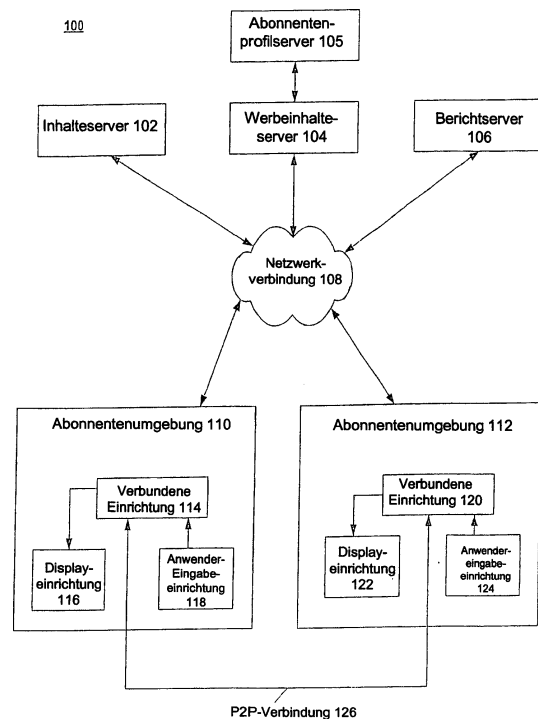 100
Abonnenten-
profilserver 105
Inhalteserver 102
Werbeinhalte-
server 104
Berichtserver
106
Netzwerk-
verbindung 108
Abonnentenumgebung 110
Verbundene
Einrichtung 114
Display-
einrichtung
116
Anwender-
Eingabe-
einrichtung
118
Abonnentenumgebung 112
Verbundene
Einrichtung 120
Display-
einrichtung
122
Anwender-
eingabe-
einrichtung
124
P2P-Verbindung 126